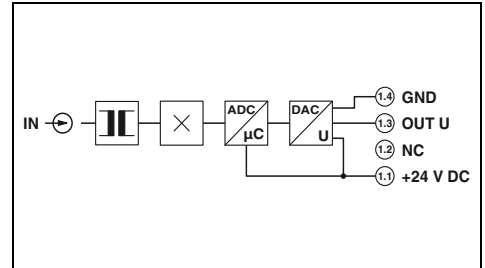 IN
ADC
µC
DAC
U
1.4 GND
1.3 OUT U
1.2 NC
1.1 +24 V DC